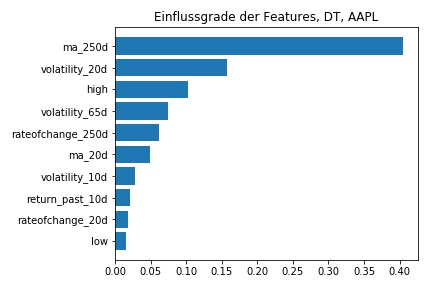 Einflussgrade der Features, DT, AAPL
ma_250d
volatility_20d
high
volatility_65d
rateofchange_250d
ma_20d
volatility_10d
return_past_10d
rateofchange_20d
low
0.00 0.05 0.10 0.15 0.20 0.25 0.30 0.35 0.40